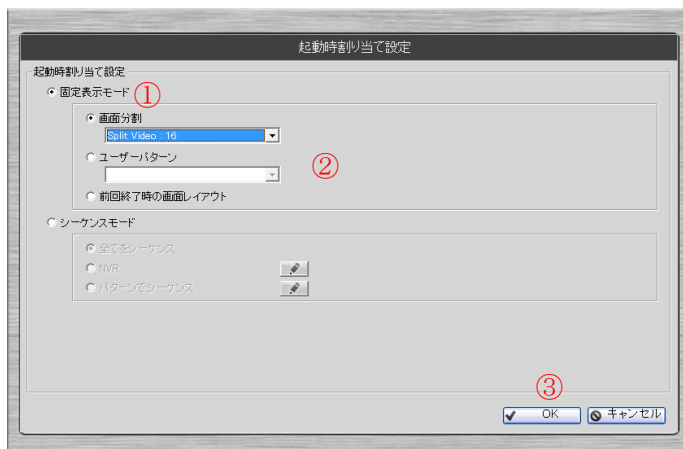 起動時割り当て設定
起動時割り当て設定
固定表示モード ①
画面分割
Split Video : 16
ユーザーパターン
②
前回終了時の画面レイアウト
シーケンスモード
全てをシーケンス
NVR
パターンでシーケンス
③
OK キャンセル